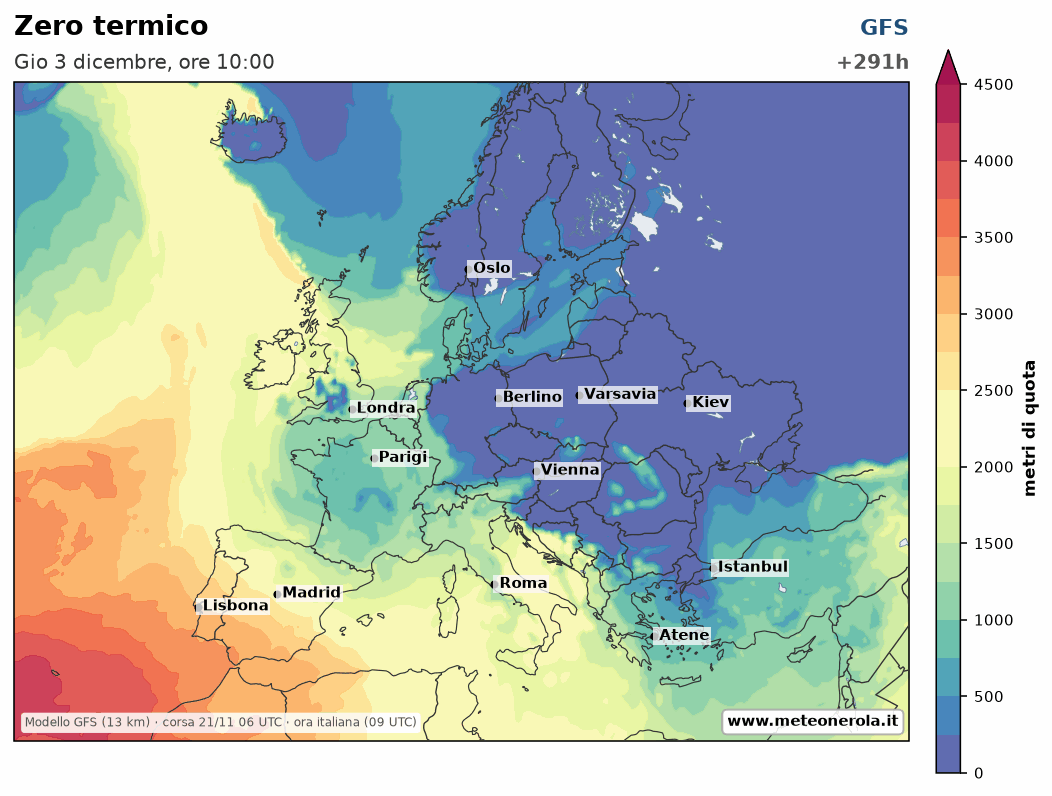 Zero termico
GFS
Gio 3 dicembre, ore 10:00
+291h
4500
4000
3500
3000
2500
2000
1500
1000
500
0
metri di quota
Oslo
Berlino
Varsavia
Kiev
Londra
Parigi
Vienna
Istanbul
Roma
Madrid
Lisbona
Atene
Modello GFS (13 km) · corsa 21/11 06 UTC · ora italiana (09 UTC)
www.meteonerola.it